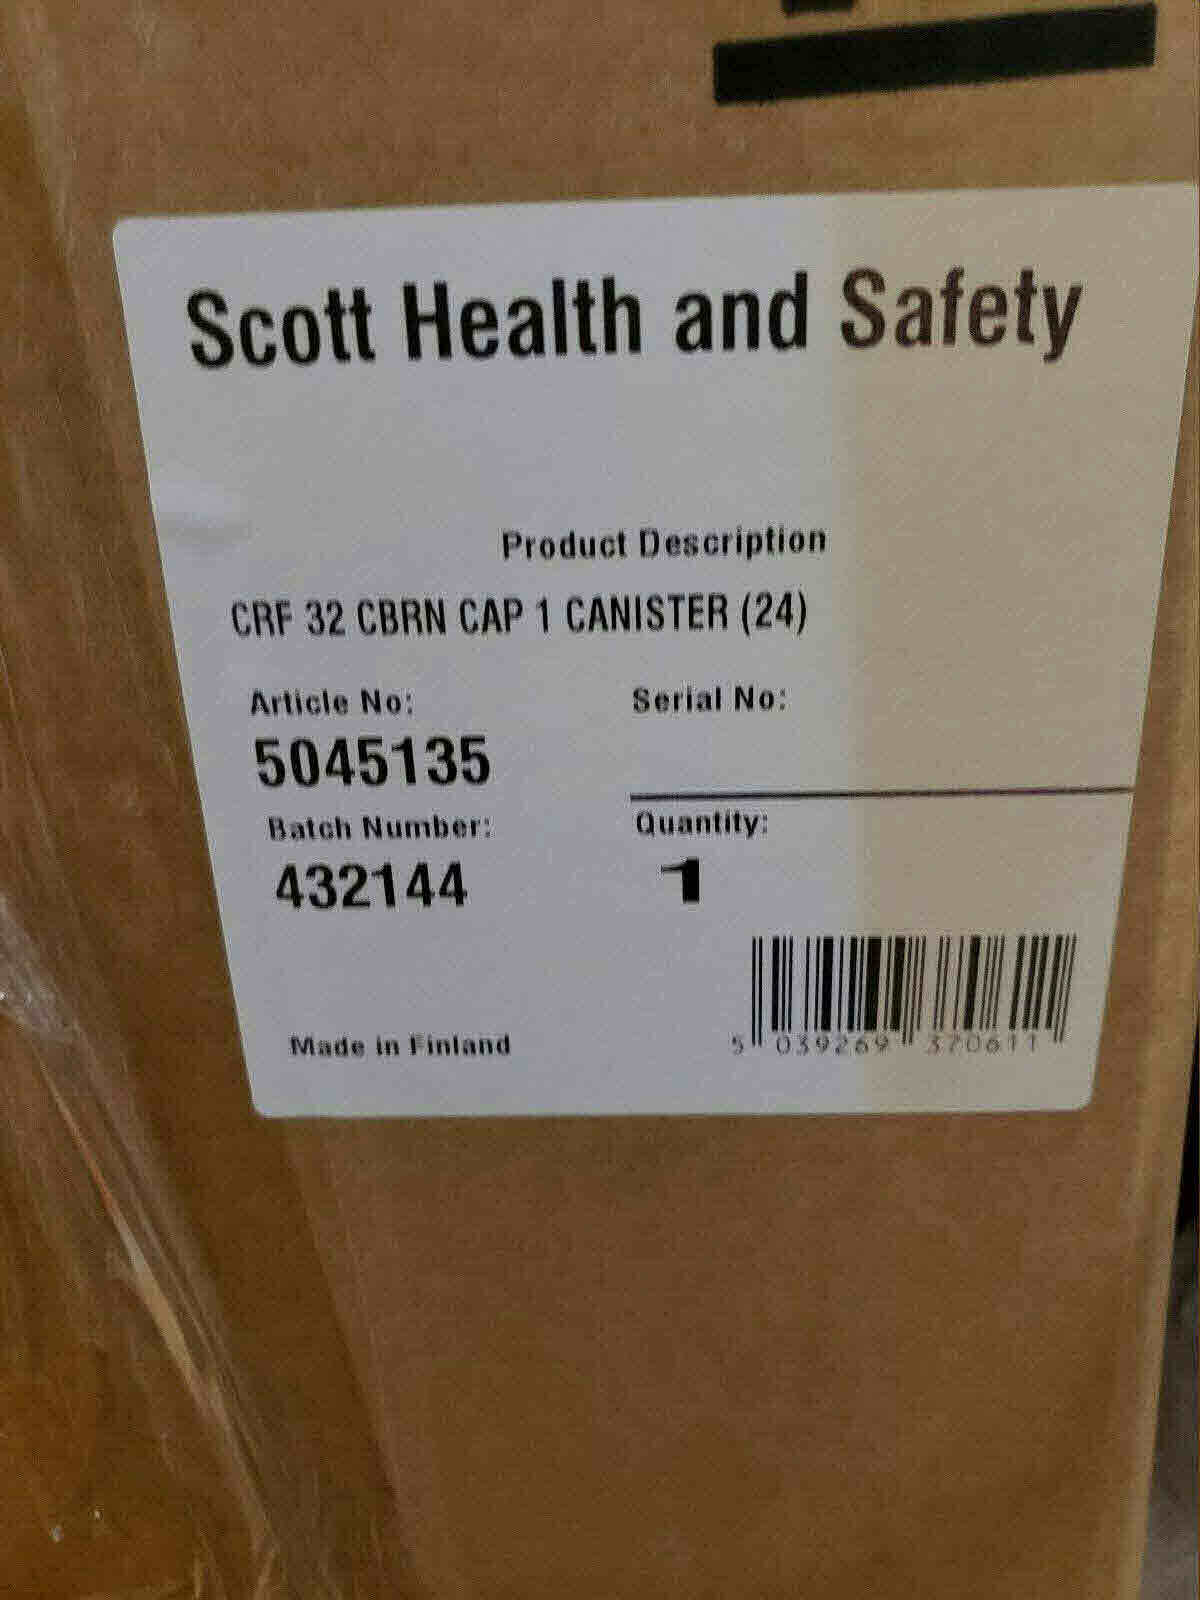 Scott Health and Safety
Product Description
CRF 32 CBRN CAP 1 CANISTER (24)
Article No:
Serial No:
5045135
Batch Number:
Quantity:
432144
1
Made in Finland
5 039269 370611